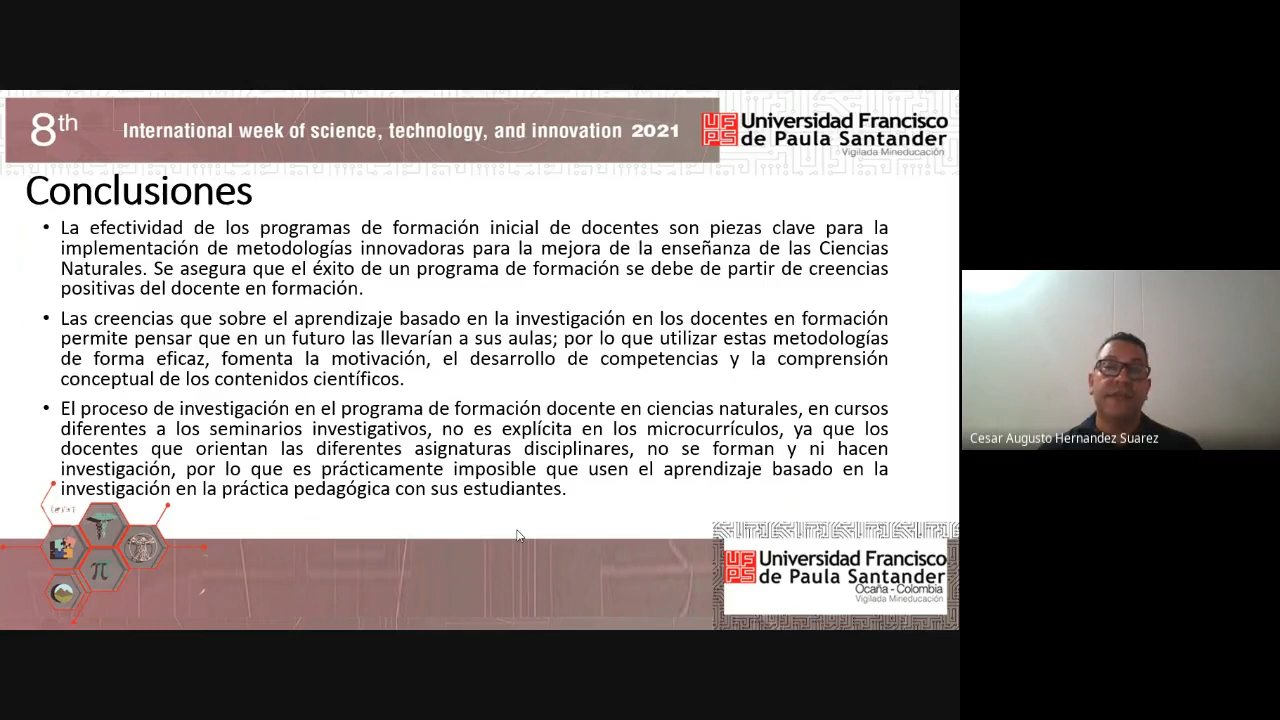 8th
International week of science, technology, and innovation 2021
UFPS
Universidad Francisco
de Paula Santander
Vigilada Mineducación
Conclusiones
• La efectividad de los programas de formación inicial de docentes son piezas clave para la
implementación de metodologías innovadoras para la mejora de la enseñanza de las Ciencias
Naturales. Se asegura que el éxito de un programa de formación se debe de partir de creencias
positivas del docente en formación.
• Las creencias que sobre el aprendizaje basado en la investigación en los docentes en formación
permite pensar que en un futuro las llevarían a sus aulas; por lo que utilizar estas metodologías
de forma eficaz, fomenta la motivación, el desarrollo de competencias y la comprensión
conceptual de los contenidos científicos.
• El proceso de investigación en el programa de formación docente en ciencias naturales, en cursos
diferentes a los seminarios investigativos, no es explícita en los microcurrículos, ya que los
docentes que orientan las diferentes asignaturas disciplinares, no se forman y ni hacen
investigación, por lo que es prácticamente imposible que usen el aprendizaje basado en la
investigación en la práctica pedagógica con sus estudiantes.
π
UFPS
Universidad Francisco
de Paula Santander
Ocaña - Colombia
Vigilada Mineducación
Cesar Augusto Hernandez Suarez